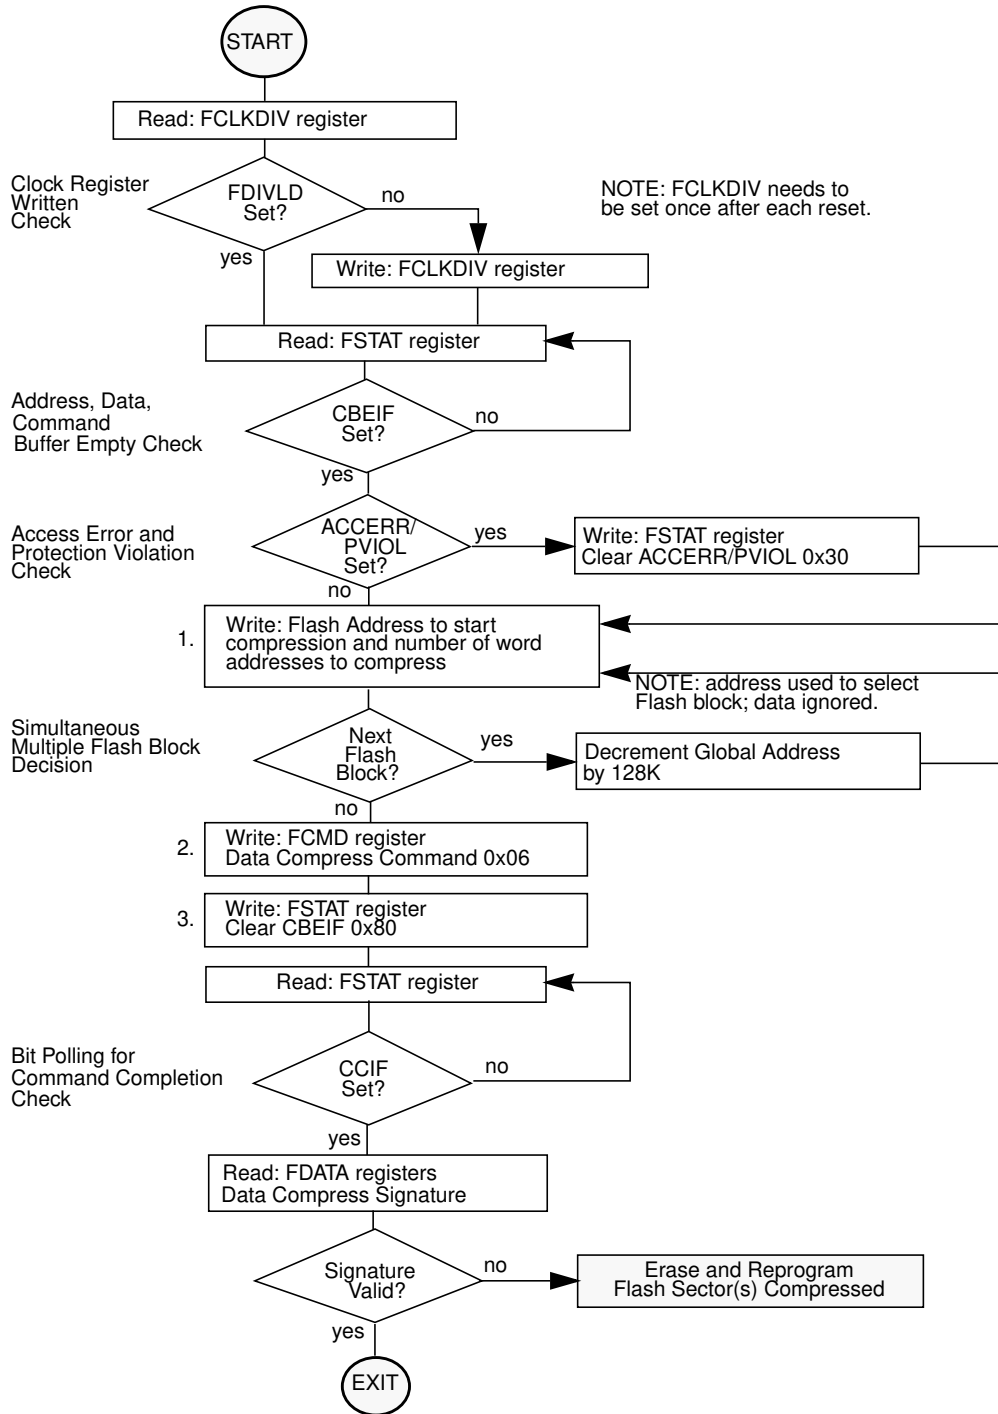 START
Read: FCLKDIV register
Clock Register
Written
Check
FDIVLD
Set?
no
yes
NOTE: FCLKDIV needs to
be set once after each reset.
Write: FCLKDIV register
Read: FSTAT register
Address, Data,
Command
Buffer Empty Check
CBEIF
Set?
no
yes
Access Error and
Protection Violation
Check
ACCERR/
PVIOL
Set?
yes
no
Write: FSTAT register
Clear ACCERR/PVIOL 0x30
1.
Write: Flash Address to start
compression and number of word
addresses to compress
NOTE: address used to select
Flash block; data ignored.
Simultaneous
Multiple Flash Block
Decision
Next
Flash
Block?
yes
no
Decrement Global Address
by 128K
2.
Write: FCMD register
Data Compress Command 0x06
3.
Write: FSTAT register
Clear CBEIF 0x80
Read: FSTAT register
Bit Polling for
Command Completion
Check
CCIF
Set?
no
yes
Read: FDATA registers
Data Compress Signature
Signature
Valid?
no
yes
Erase and Reprogram
Flash Sector(s) Compressed
EXIT